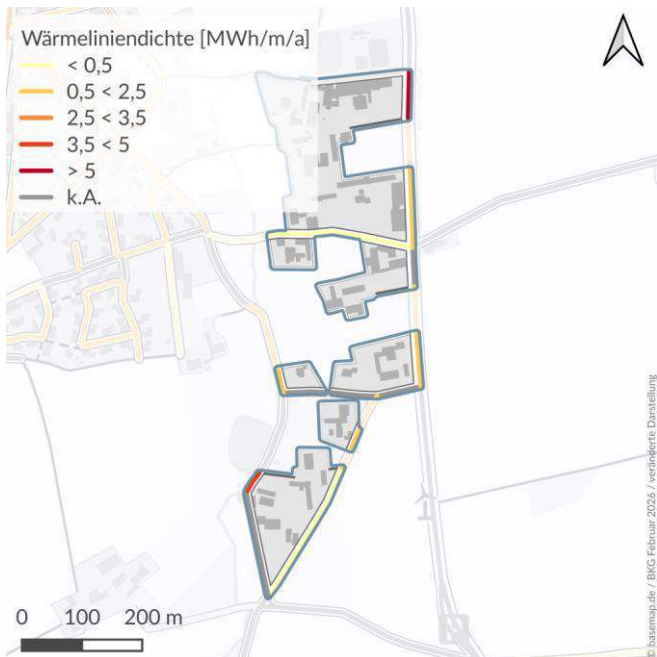 Wärmeliniendichte [MWh/m/a]
< 0,5
0,5 < 2,5
2,5 < 3,5
3,5 < 5
> 5
k.A.
0 100 200 m
© basemap.de / BKG Februar 2026 / veränderte Darstellung